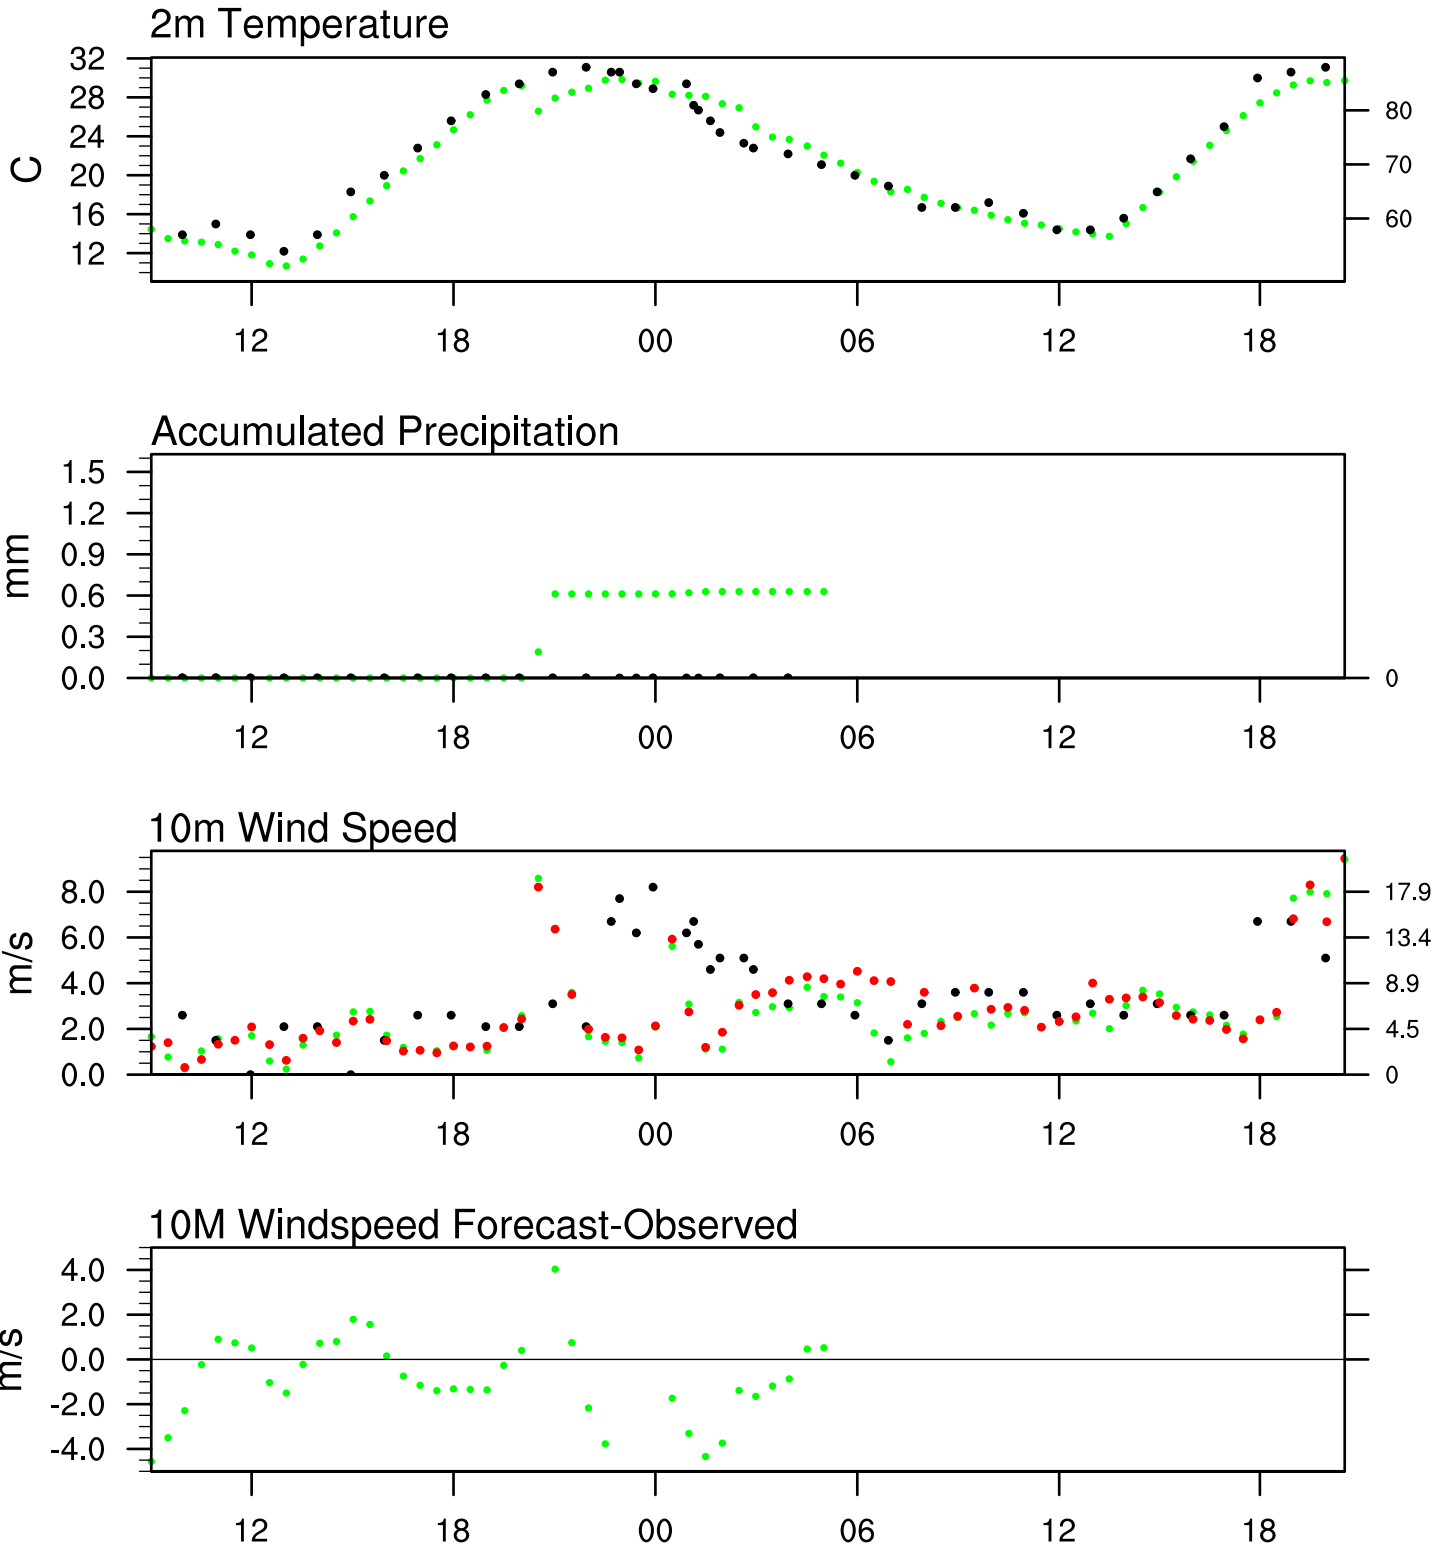 2m Temperature
32
28
24
20
16
12
C
80
70
60
12 18 00 06 12 18
Accumulated Precipitation
1.5
1.2
0.9
0.6
0.3
0.0
mm
0
12 18 00 06 12 18
10m Wind Speed
8.0
6.0
4.0
2.0
0.0
m/s
17.9
13.4
8.9
4.5
0
12 18 00 06 12 18
10M Windspeed Forecast-Observed
4.0
2.0
0.0
-2.0
-4.0
m/s
12 18 00 06 12 18